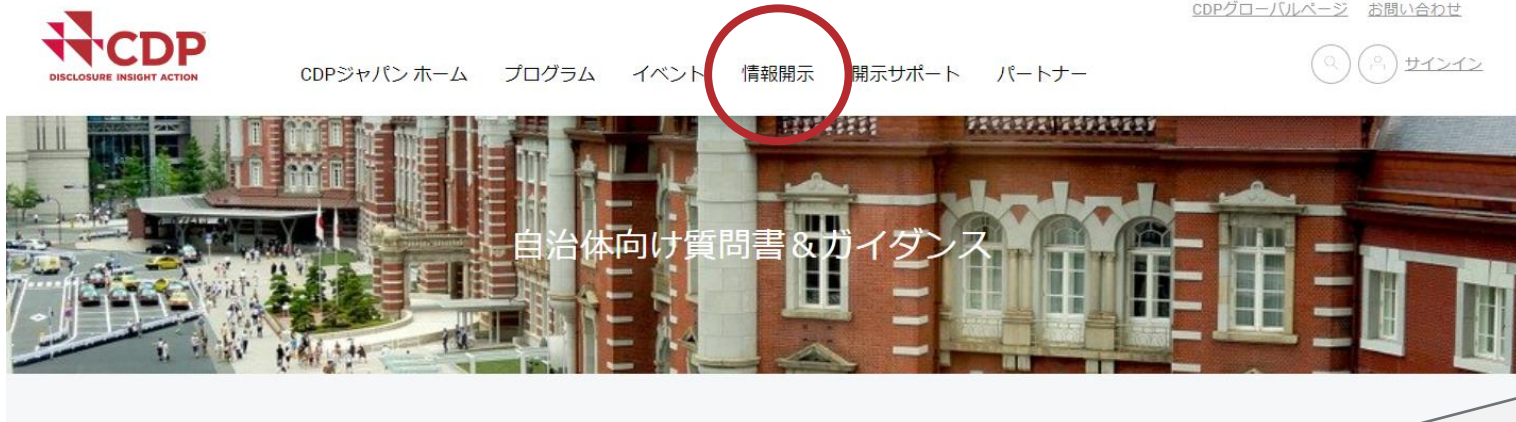 CDPグローバルページ お問い合わせ
CDP
DISCLOSURE INSIGHT ACTION
CDPジャパン ホーム プログラム イベント 情報開示 開示サポート パートナー
サインイン
自治体向け質問書&ガイダンス